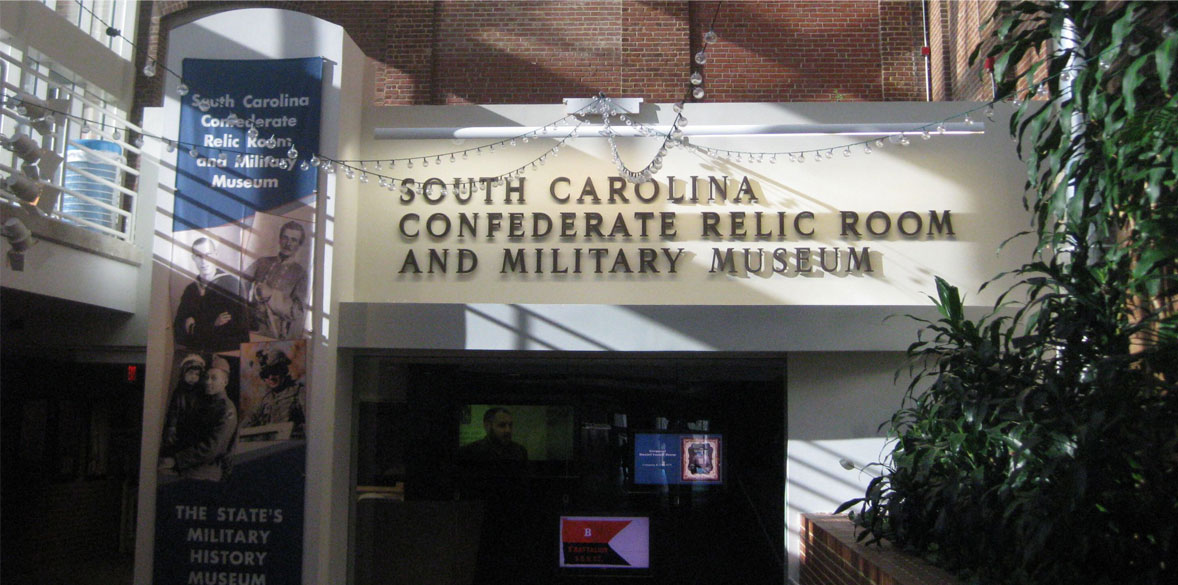 South Carolina
Confederate
Relic Room
and Military
Museum
SOUTH CAROLINA
CONFEDERATE RELIC ROOM
AND MILITARY MUSEUM
B
THE STATE'S
MILITARY
HISTORY
MUSEUM